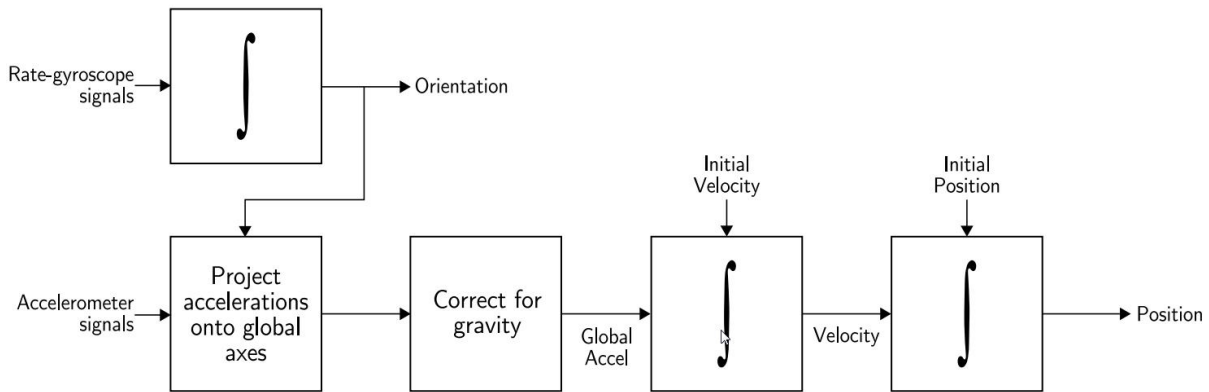 Rate-gyroscope
signals
∫
Orientation
Initial
Velocity
Initial
Position
Accelerometer
signals
Project
accelerations
onto global
axes
Correct for
gravity
Global
Accel
∫
Velocity
∫
Position